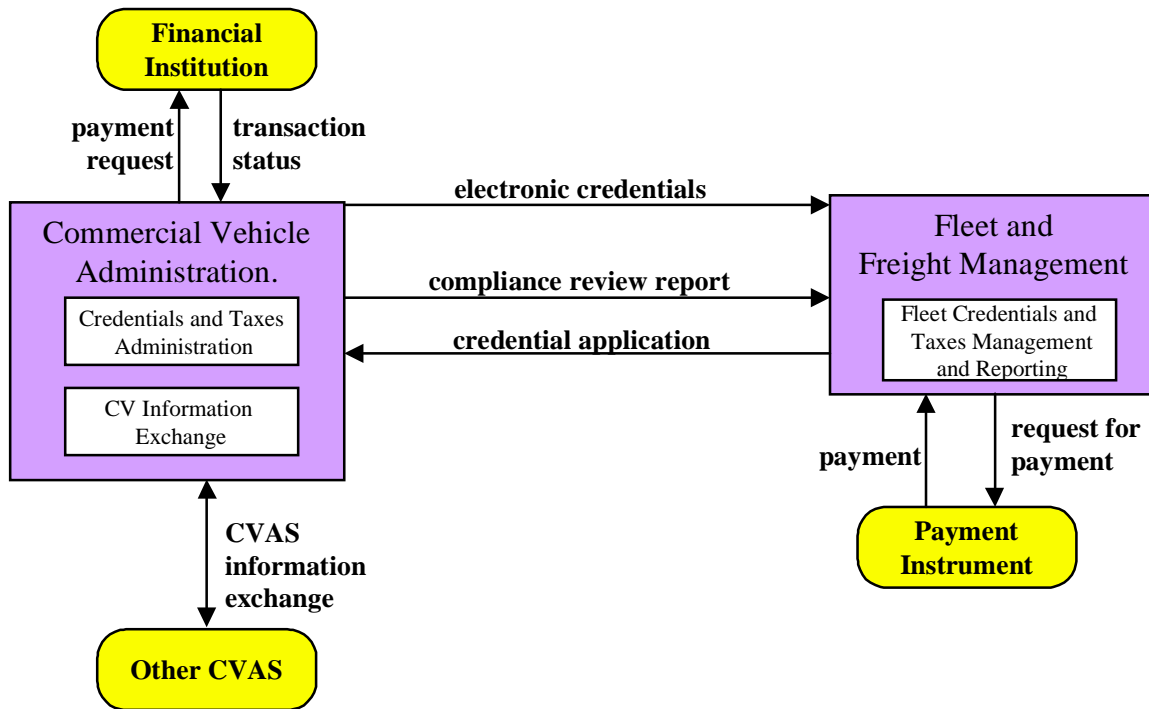 Financial
Institution
payment
request
transaction
status
electronic credentials
Commercial Vehicle
Administration.
Credentials and Taxes
Administration
CV Information
Exchange
compliance review report
credential application
Fleet and
Freight Management
Fleet Credentials and
Taxes Management
and Reporting
payment
request for
payment
CVAS
information
exchange
Payment
Instrument
Other CVAS